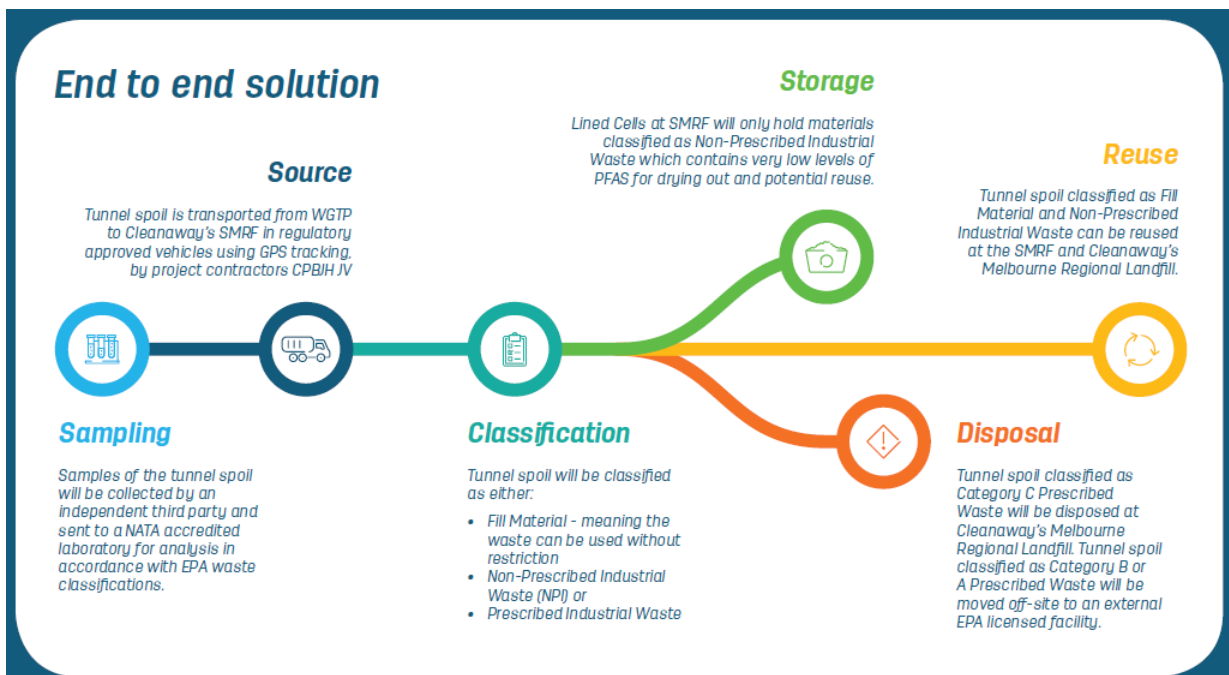 End to end solution
Source
Tunnel spoil is transported from WGTP
to Cleanaway's SMRF in regulatory
approved vehicles using GPS tracking,
by project contractors CPBJH JV
Storage
Lined Cells at SMRF will only hold materials
classified as Non-Prescribed Industrial
Waste which contains very low levels of
PFAS for drying out and potential reuse.
Reuse
Tunnel spoil classified as Fill
Material and Non-Prescribed
Industrial Waste can be reused
at the SMRF and Cleanaway's
Melbourne Regional Landfill.
Sampling
Samples of the tunnel spoil
will be collected by an
independent third party and
sent to a NATA accredited
laboratory for analysis in
accordance with EPA waste
classifications.
Classification
Tunnel spoil will be classified
as either:
• Fill Material - meaning the
waste can be used without
restriction
• Non-Prescribed Industrial
Waste (NPI) or
• Prescribed Industrial Waste
Disposal
Tunnel spoil classified as
Category C Prescribed
Waste will be disposed at
Cleanaway's Melbourne
Regional Landfill. Tunnel spoil
classified as Category B or
A Prescribed Waste will be
moved off-site to an external
EPA licensed facility.